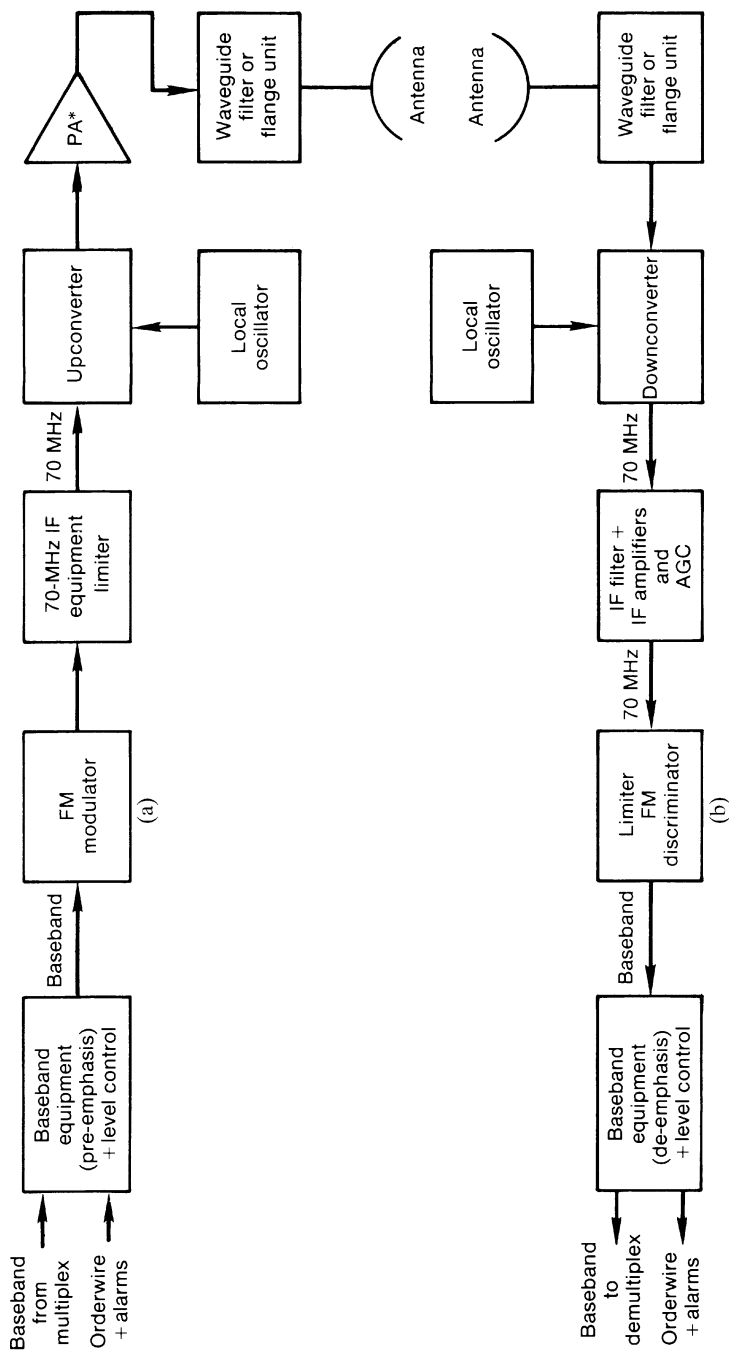 Baseband
from
multiplex
Orderwire
+ alarms
Baseband
equipment
(pre-emphasis)
+ level control
Baseband
FM
modulator
70-MHz IF
equipment
limiter
70 MHz
Upconverter
Local
oscillator
PA*
Waveguide
filter or
flange unit
Antenna
(a)
Antenna
Waveguide
filter or
flange unit
Local
oscillator
Downconverter
70 MHz
IF filter +
IF amplifiers
and
AGC
70 MHz
Limiter
FM
discriminator
Baseband
Baseband
equipment
(de-emphasis)
+ level control
Baseband
to
demultiplex
Orderwire
+ alarms
(b)